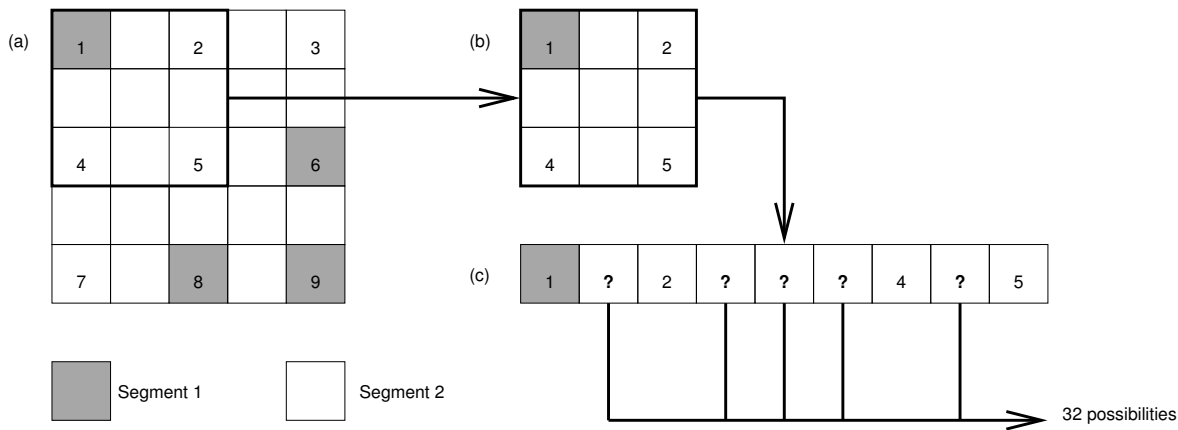 (a)
1 2 3
4 5 6
7 8 9
(b)
1 2
4 5
(c)
1 ? 2 ? ? ? 4 ? 5
Segment 1
Segment 2
32 possibilities